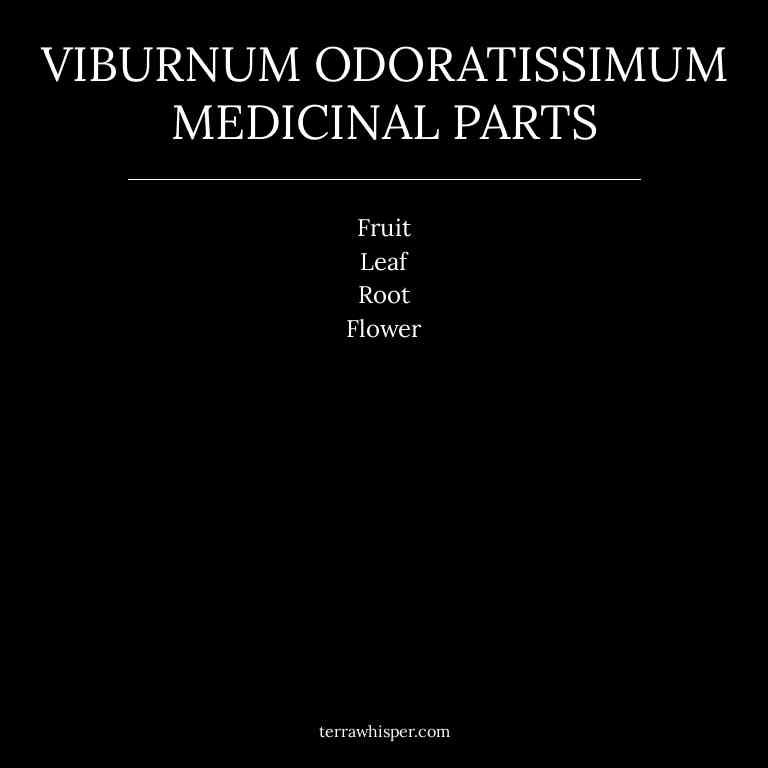 VIBURNUM ODORATISSIMUM
MEDICINAL PARTS
Fruit
Leaf
Root
Flower
terrawhisper.com